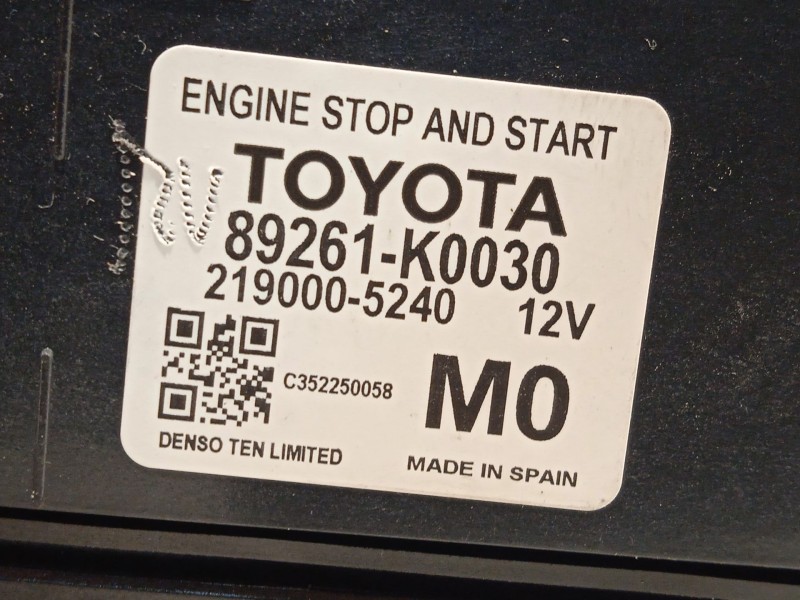 ENGINE STOP AND START
TOYOTA
89261-K0030
219000-5240 12V
C352250058 M0
DENSO TEN LIMITED
MADE IN SPAIN